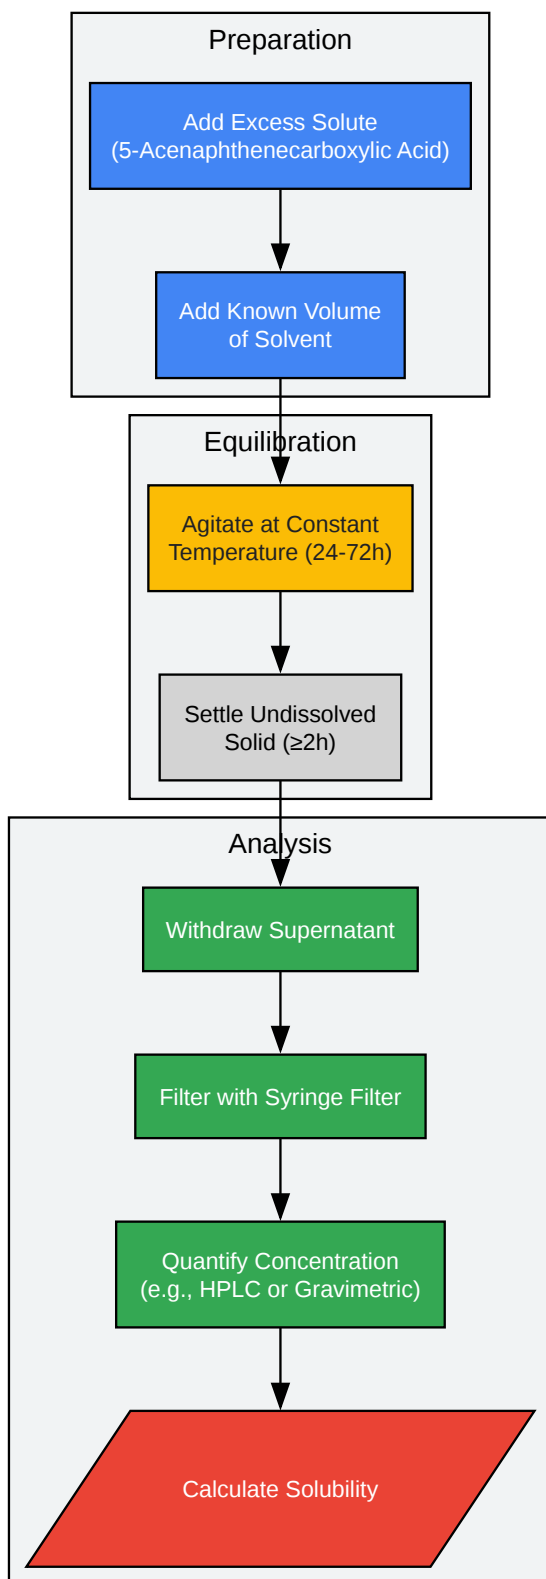 Preparation
Add Excess Solute
(5-Acenaphthenecarboxylic Acid)
Add Known Volume
of Solvent
Equilibration
Agitate at Constant
Temperature (24-72h)
Settle Undissolved
Solid (≥2h)
Analysis
Withdraw Supernatant
Filter with Syringe Filter
Quantify Concentration
(e.g., HPLC or Gravimetric)
Calculate Solubility